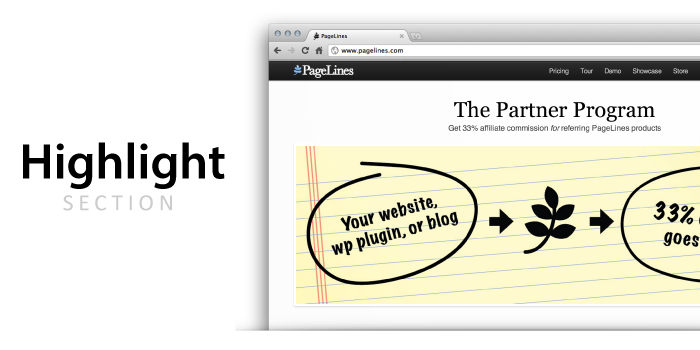 Highlight
SECTION
PageLines
www.pagelines.com
PageLines
Pricing Tour Demo Showcase Store
The Partner Program
Get 33% affiliate commission for referring PageLines products
Your website,
wp plugin, or blog
33%
goes